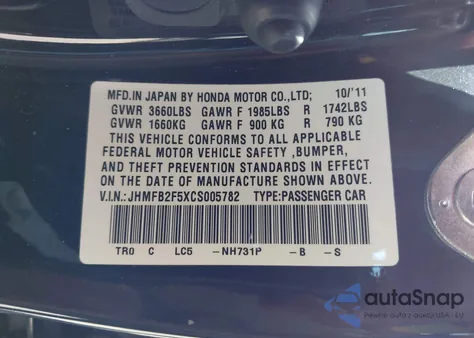 MFD.IN JAPAN BY HONDA MOTOR CO.,LTD; 10/'11
GVWR 3660LBS GAWR F 1985LBS R 1742LBS
GVWR 1660KG GAWR F 900 KG R 790 KG
THIS VEHICLE CONFORMS TO ALL APPLICABLE
FEDERAL MOTOR VEHICLE SAFETY ,BUMPER,
AND THEFT PREVENTION STANDARDS IN EFFECT
ON THE DATE OF MANUFACTURE SHOWN ABOVE.
V.I.N.:JHMFB2F5XCS005782 TYPE:PASSENGER CAR
TR0 C LC5 -NH731P -B -S
autoSnap